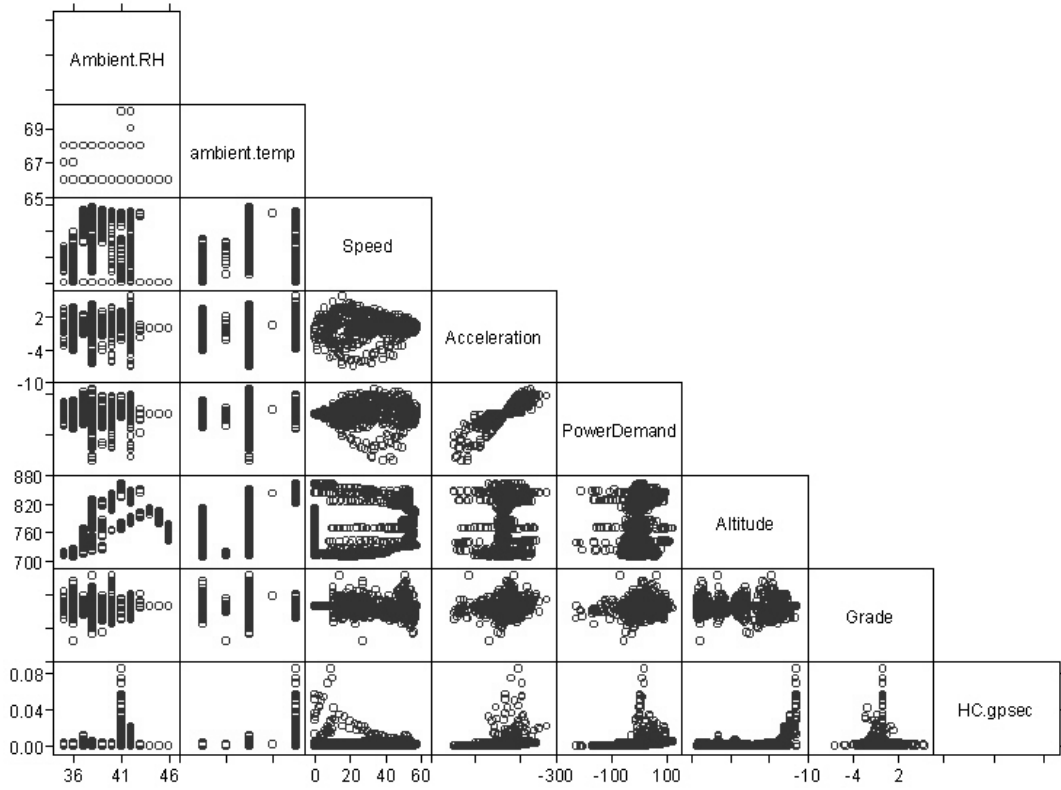 Ambient.RH
69
67
65
ambient.temp
Speed
2
-4
-10
Acceleration
PowerDemand
880
820
760
700
Altitude
Grade
0.08
0.04
0.00
HC.gpsec
36 41 46 0 20 40 60 -300 -100 100 -10 -4 2